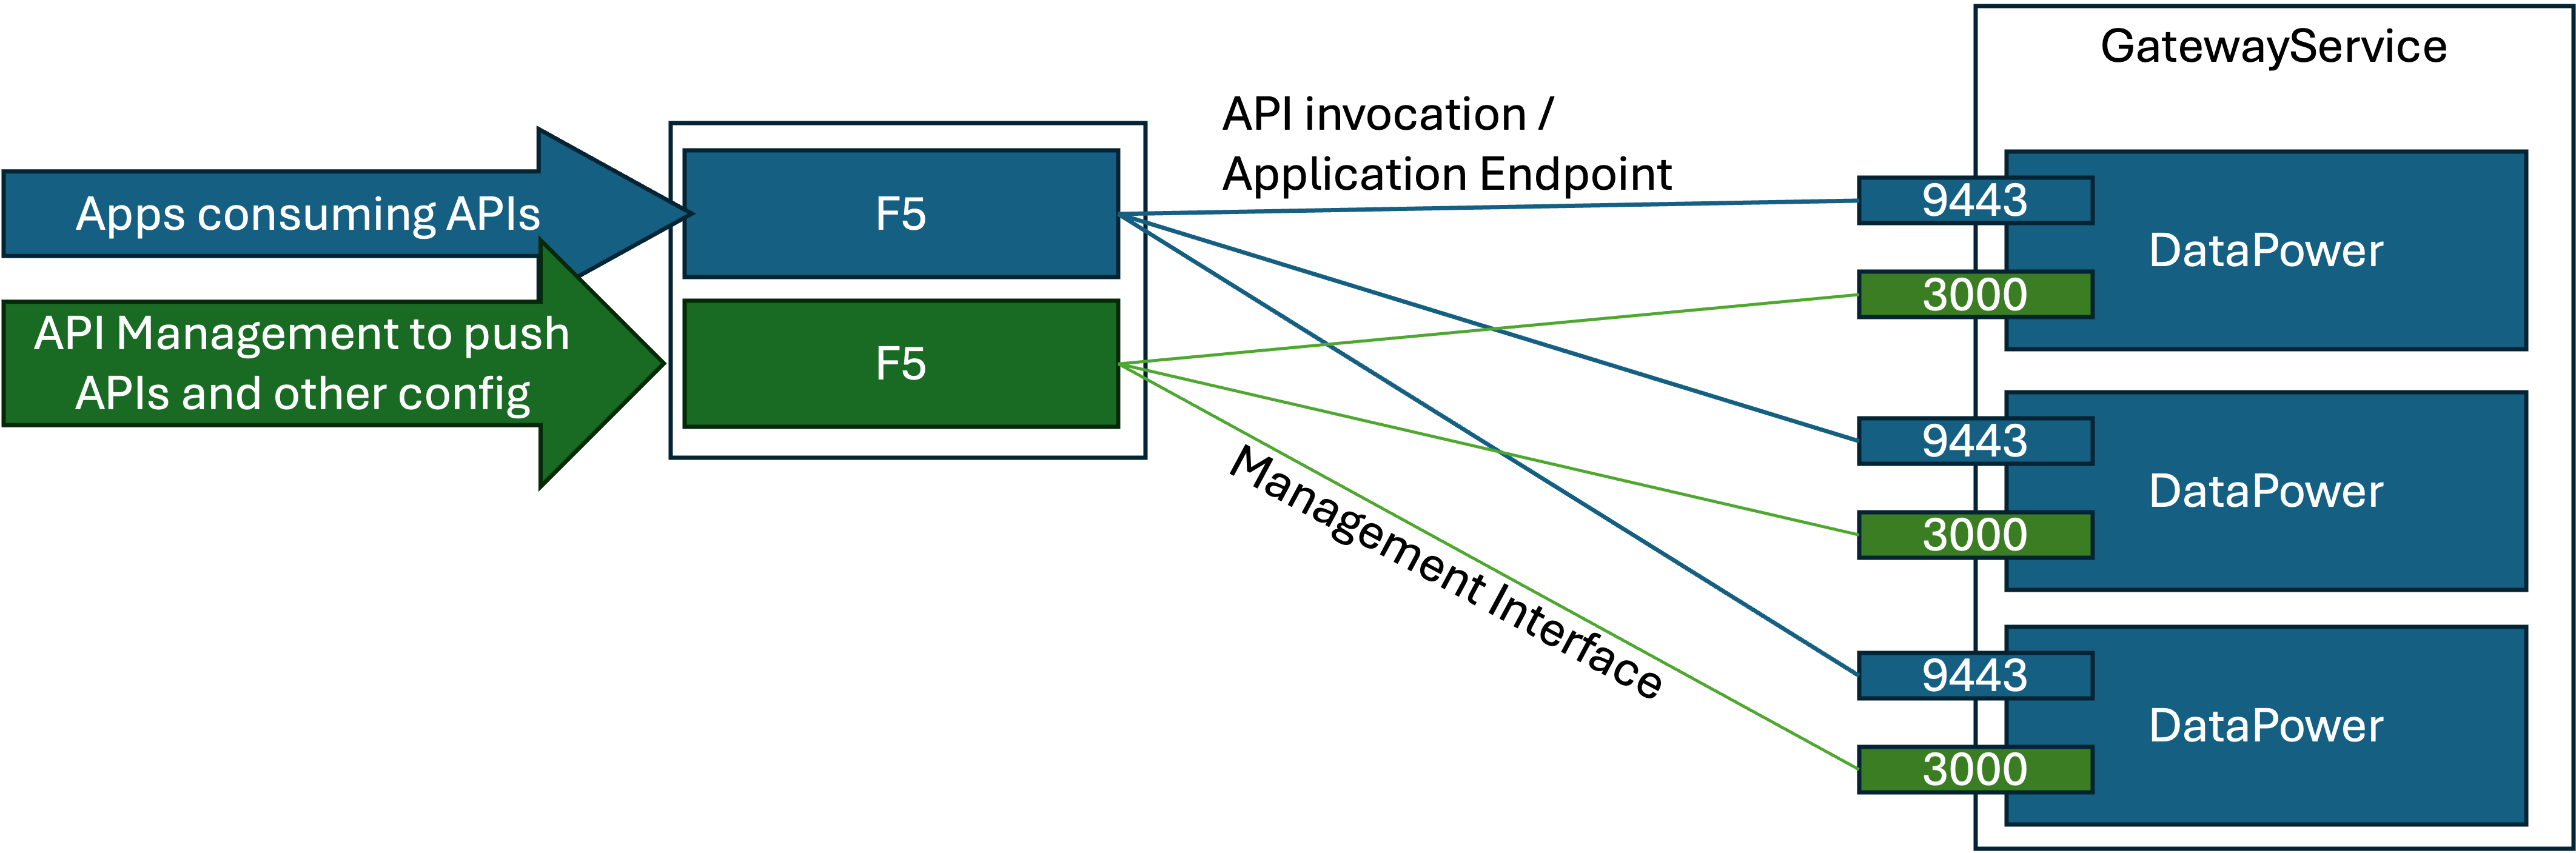 GatewayService
API invocation /
Application Endpoint
Apps consuming APIs
F5
9443
DataPower
3000
API Management to push
APIs and other config
F5
9443
DataPower
3000
Management Interface
9443
DataPower
3000